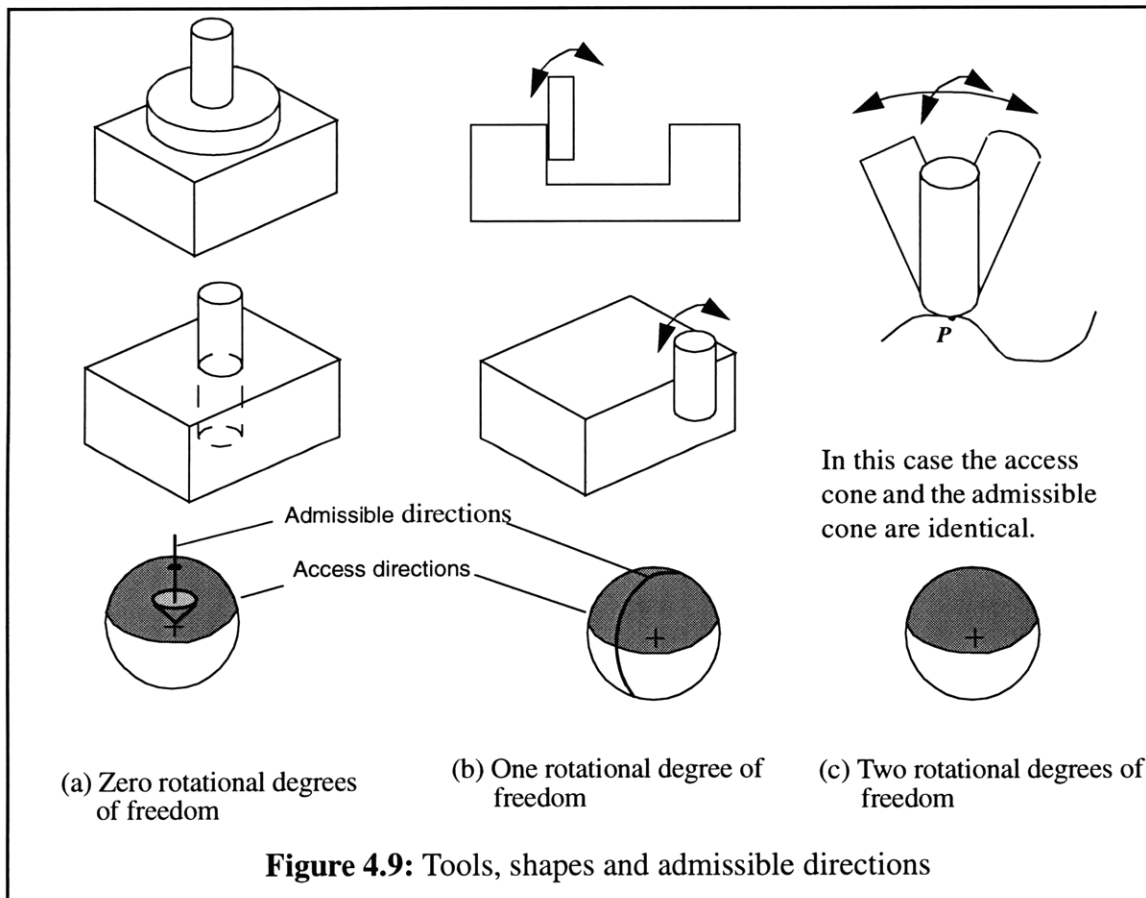 P
In this case the access
cone and the admissible
cone are identical.
Admissible directions
Access directions
(a) Zero rotational degrees
of freedom
(b) One rotational degree of
freedom
(c) Two rotational degrees of
freedom
Figure 4.9: Tools, shapes and admissible directions